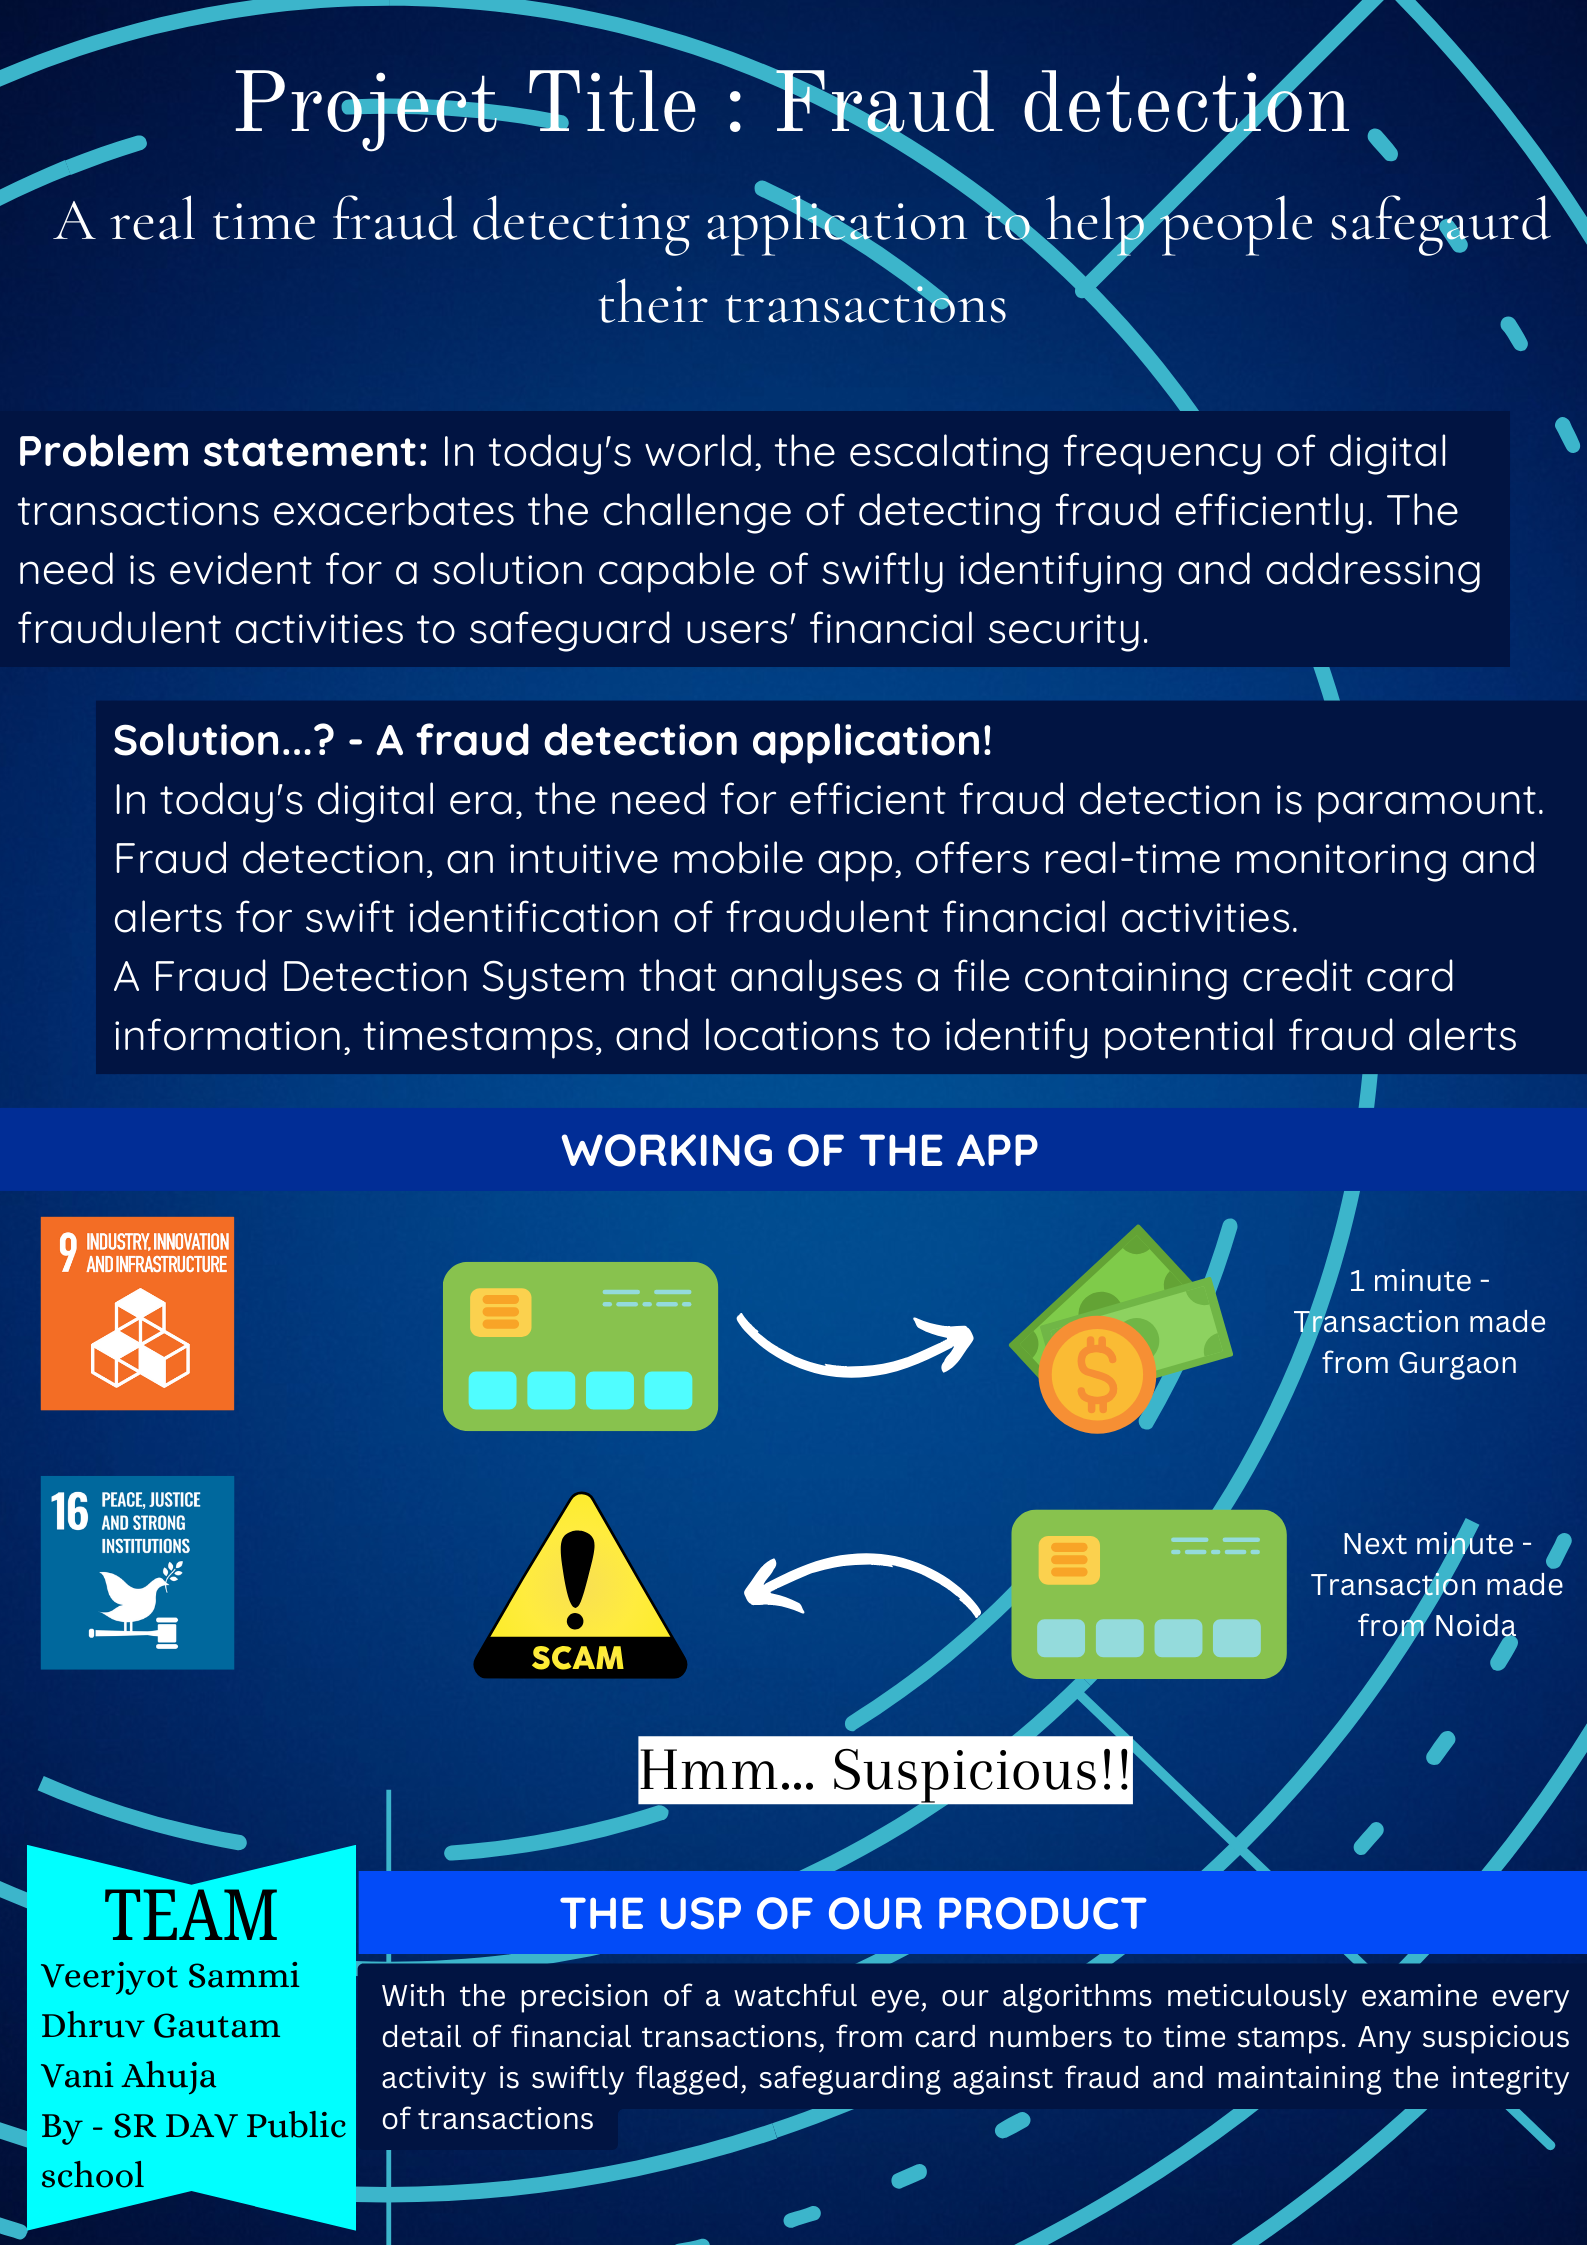 Project Title : Fraud detection
A real time fraud detecting application to help people safegaurd
their transactions
Problem statement: In today's world, the escalating frequency of digital
transactions exacerbates the challenge of detecting fraud efficiently. The
need is evident for a solution capable of swiftly identifying and addressing
fraudulent activities to safeguard users' financial security.
Solution...? - A fraud detection application!
In today's digital era, the need for efficient fraud detection is paramount.
Fraud detection, an intuitive mobile app, offers real-time monitoring and
alerts for swift identification of fraudulent financial activities.
A Fraud Detection System that analyses a file containing credit card
information, timestamps, and locations to identify potential fraud alerts
WORKING OF THE APP
9 INDUSTRY, INNOVATION
AND INFRASTRUCTURE
$
1 minute -
Transaction made
from Gurgaon
16 PEACE, JUSTICE
AND STRONG
INSTITUTIONS
SCAM
Next minute -
Transaction made
from Noida
Hmm... Suspicious!!
TEAM
Veerjyot Sammi
Dhruv Gautam
Vani Ahuja
By - SR DAV Public
school
THE USP OF OUR PRODUCT
With the precision of a watchful eye, our algorithms meticulously examine every
detail of financial transactions, from card numbers to time stamps. Any suspicious
activity is swiftly flagged, safeguarding against fraud and maintaining the integrity
of transactions